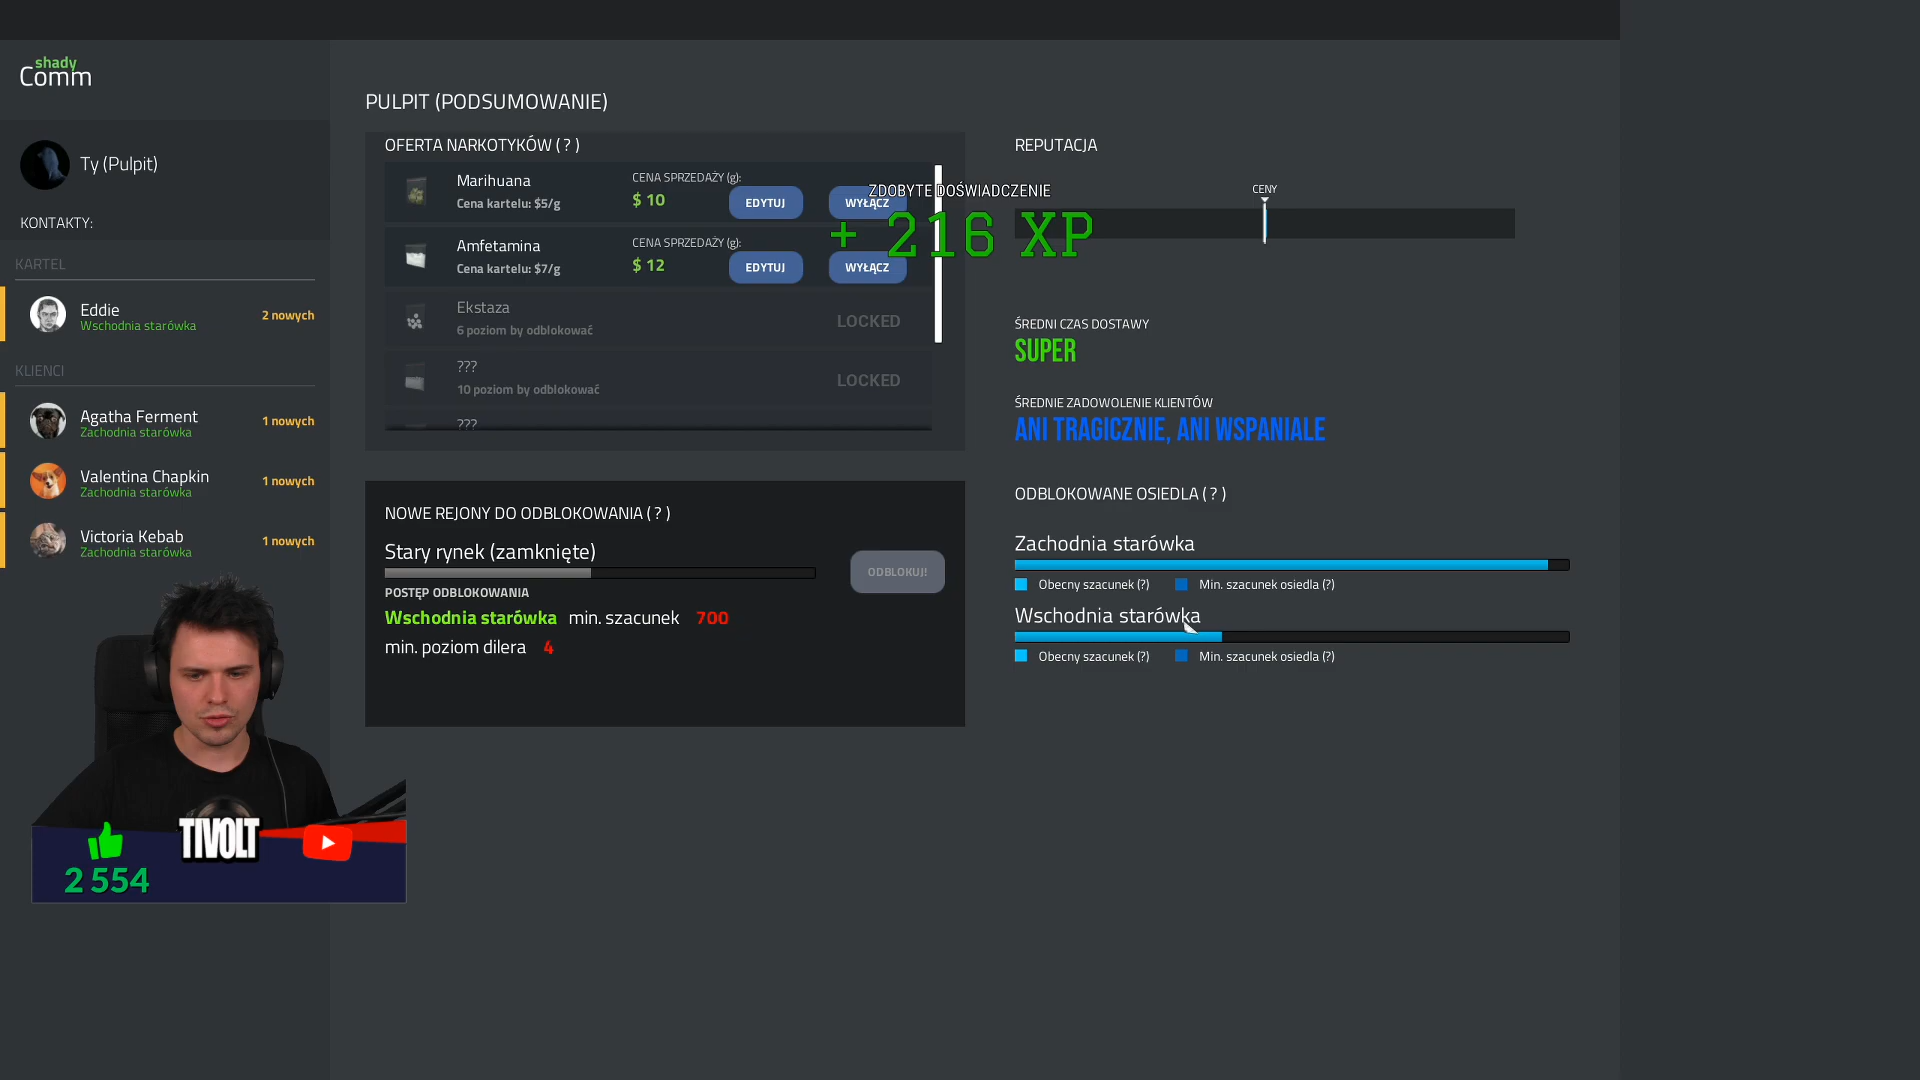 shady
Comm
Ty (Pulpit)
KONTAKTY:
KARTEL
Eddie
Wschodnia starówka
2 nowych
KLIENCI
Agatha Ferment
Zachodnia starówka
1 nowych
Valentina Chapkin
Zachodnia starówka
1 nowych
Victoria Kebab
Zachodnia starówka
1 nowych
TIVOLT
2 554
PULPIT (PODSUMOWANIE)
OFERTA NARKOTYKÓW ( ? )
Marihuana
Cena kartelu: $5/g
CENA SPRZEDAŻY (g):
$ 10
EDYTUJ
WYŁĄCZ
Amfetamina
Cena kartelu: $7/g
CENA SPRZEDAŻY (g):
$ 12
EDYTUJ
WYŁĄCZ
Ekstaza
6 poziom by odblokować
LOCKED
???
10 poziom by odblokować
LOCKED
???
ZDOBYTE DOŚWIADCZENIE
+ 216 XP
NOWE REJONY DO ODBLOKOWANIA ( ? )
Stary rynek (zamknięte)
ODBLOKUJ!
POSTĘP ODBLOKOWANIA
Wschodnia starówka min. szacunek 700
min. poziom dilera 4
REPUTACJA
CENY
ŚREDNI CZAS DOSTAWY
SUPER
ŚREDNIE ZADOWOLENIE KLIENTÓW
ANI TRAGICZNIE, ANI WSPANIALE
ODBLOKOWANE OSIEDLA ( ? )
Zachodnia starówka
Obecny szacunek (?) Min. szacunek osiedla (?)
Wschodnia starówka
Obecny szacunek (?) Min. szacunek osiedla (?)